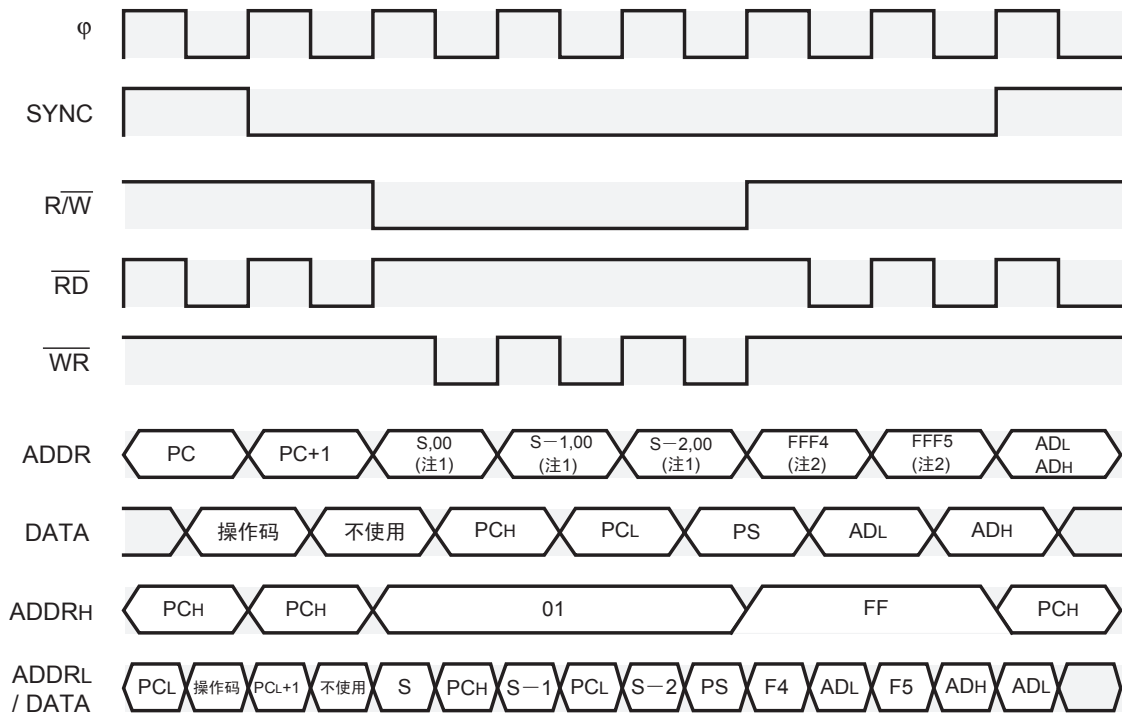 φ
SYNC
R/W
RD
WR
ADDR PC PC+1 S,00 (注1) S－1,00 (注1) S－2,00 (注1) FFF4 (注2) FFF5 (注2) ADL ADH
DATA 操作码 不使用 PCH PCL PS ADL ADH
ADDRH PCH PCH 01 FF PCH
ADDRL / DATA PCL 操作码 PCL+1 不使用 S PCH S－1 PCL S－2 PS F4 ADL F5 ADH ADL